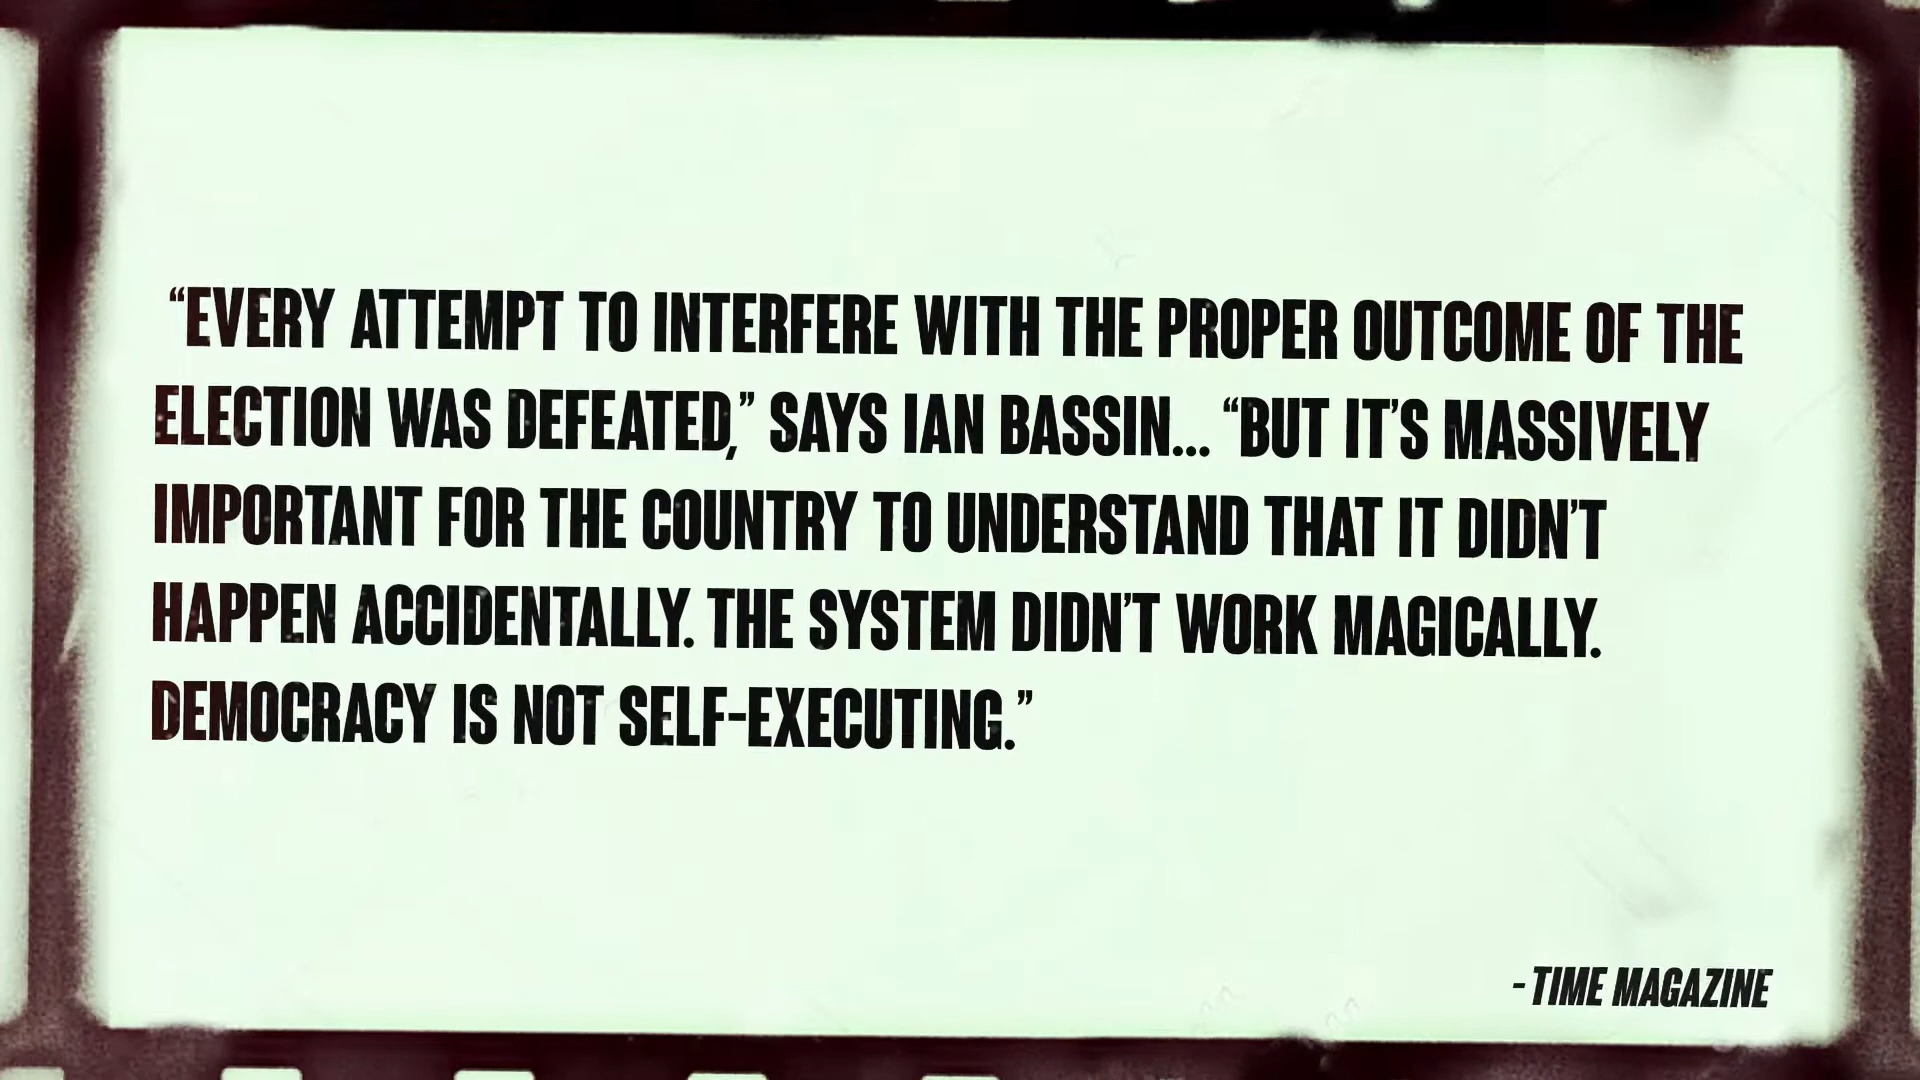 “EVERY ATTEMPT TO INTERFERE WITH THE PROPER OUTCOME OF THE
ELECTION WAS DEFEATED,” SAYS IAN BASSIN... “BUT IT’S MASSIVELY
IMPORTANT FOR THE COUNTRY TO UNDERSTAND THAT IT DIDN’T
HAPPEN ACCIDENTALLY. THE SYSTEM DIDN’T WORK MAGICALLY.
DEMOCRACY IS NOT SELF-EXECUTING.”
- TIME MAGAZINE